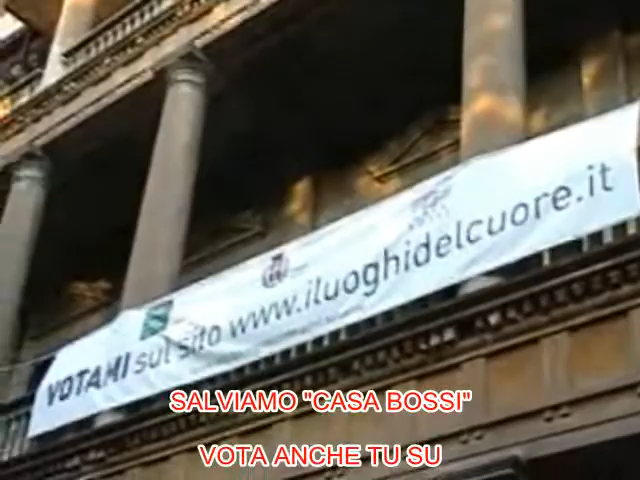 VOTAMI sul sito www.iluoghidelcuore.it
SALVIAMO "CASA BOSSI"
VOTA ANCHE TU SU